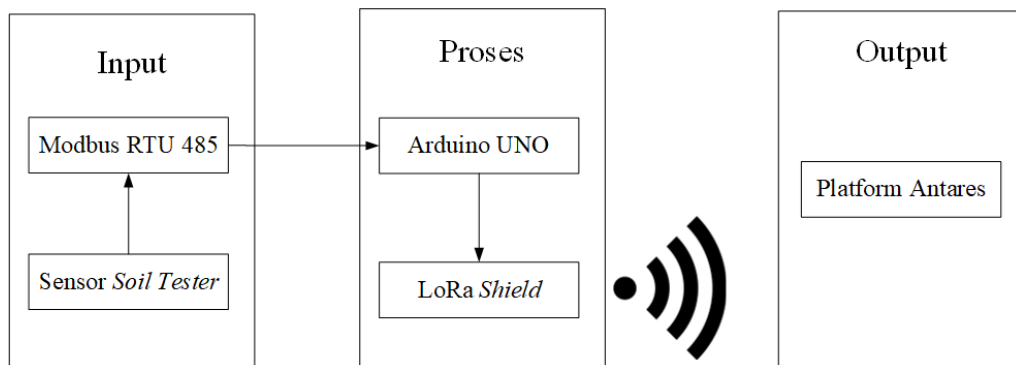 Input
Modbus RTU 485
Sensor Soil Tester
Proses
Arduino UNO
LoRa Shield
Output
Platform Antares